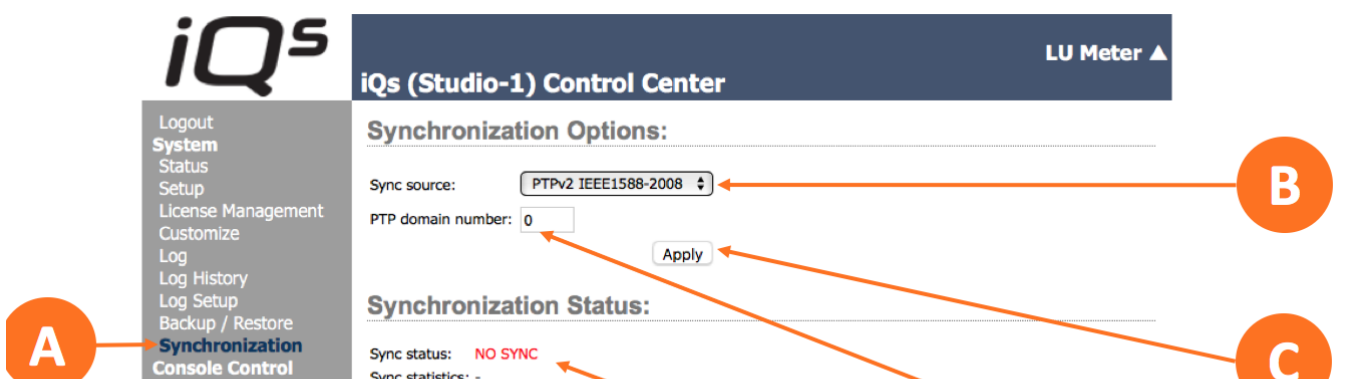 iQs
LU Meter ▲
iQs (Studio-1) Control Center
Logout
System
Status
Setup
License Management
Customize
Log
Log History
Log Setup
Backup / Restore
Synchronization
Console Control
Synchronization Options:
Sync source: PTPv2 IEEE1588-2008
PTP domain number: 0
Apply
Synchronization Status:
Sync status: NO SYNC
Sync statistics: -
A
B
C